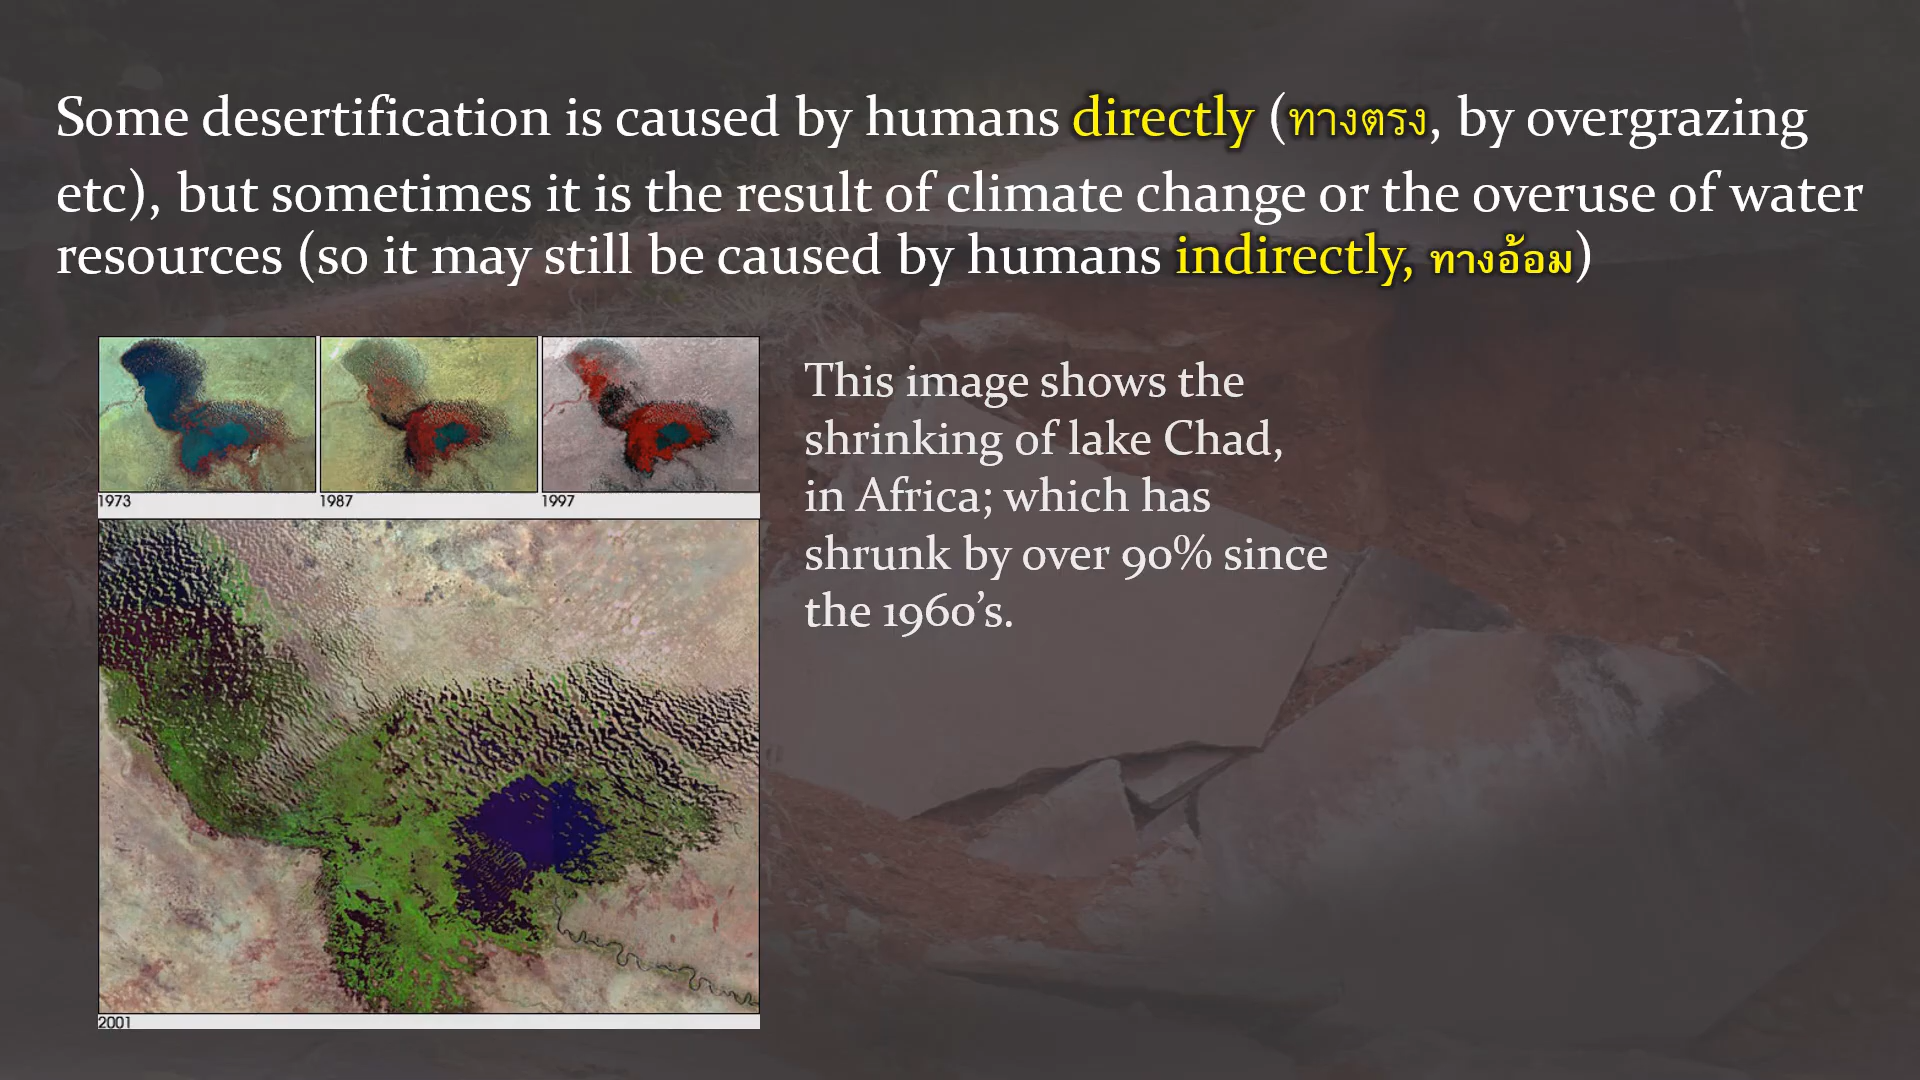 Some desertification is caused by humans directly (ทางตรง, by overgrazing
etc), but sometimes it is the result of climate change or the overuse of water
resources (so it may still be caused by humans indirectly, ทางอ้อม)
1973 1987 1997
This image shows the
shrinking of lake Chad,
in Africa; which has
shrunk by over 90% since
the 1960’s.
2001